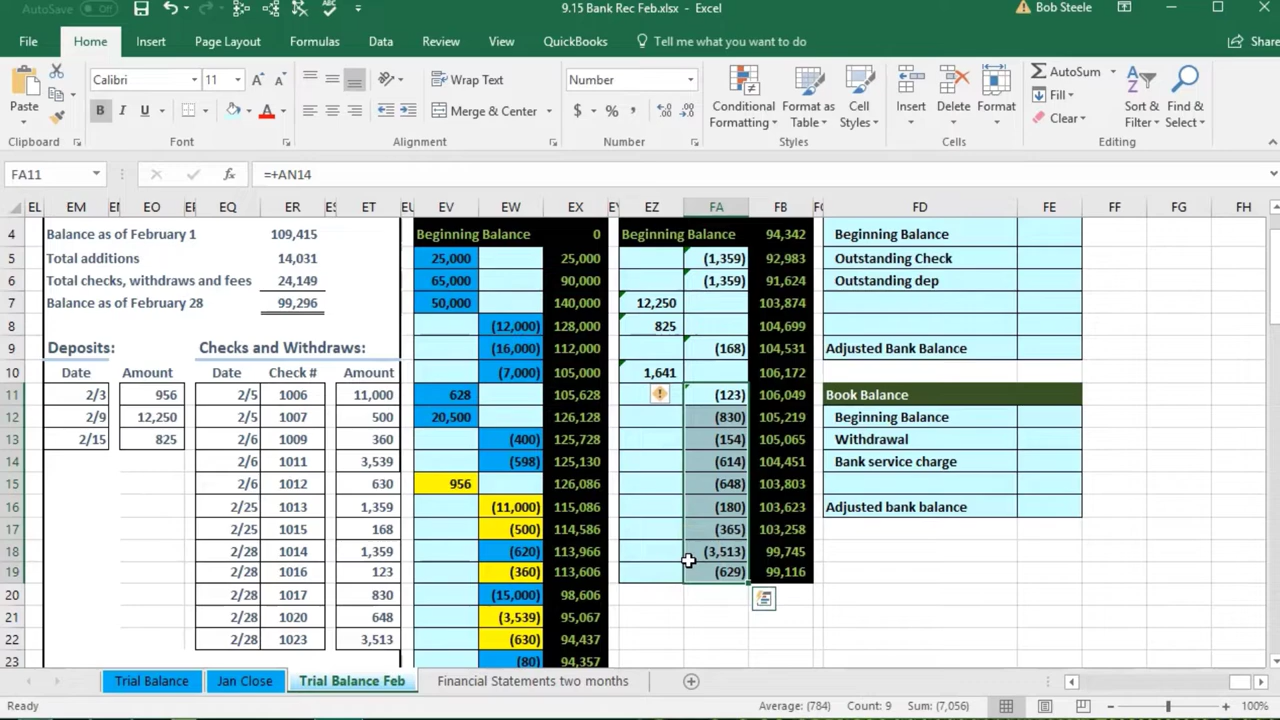 AutoSave Off 9.15 Bank Rec Feb.xlsx - Excel Bob Steele
File Home Insert Page Layout Formulas Data Review View QuickBooks Tell me what you want to do Share
Paste Calibri 11 Wrap Text Number Conditional Format as Cell Insert Delete Format AutoSum Sort & Find &
B I U Merge & Center $ % Formatting Table Styles Fill Clear Filter Select
Clipboard Font Alignment Number Styles Cells Editing
FA11 fx =+AN14
EL EM EO EQ ER ET EV EW EX EZ FA FB FD FE FF FG FH
4 Balance as of February 1 109,415 Beginning Balance 0 Beginning Balance 94,342 Beginning Balance
5 Total additions 14,031 25,000 25,000 (1,359) 92,983 Outstanding Check
6 Total checks, withdraws and fees 24,149 65,000 90,000 (1,359) 91,624 Outstanding dep
7 Balance as of February 28 99,296 50,000 140,000 12,250 103,874
8 (12,000) 128,000 825 104,699
9 Deposits: Checks and Withdraws: (16,000) 112,000 (168) 104,531 Adjusted Bank Balance
10 Date Amount Date Check # Amount (7,000) 105,000 1,641 106,172
11 2/3 956 2/5 1006 11,000 628 105,628 (123) 106,049 Book Balance
12 2/9 12,250 2/5 1007 500 20,500 126,128 (830) 105,219 Beginning Balance
13 2/15 825 2/6 1009 360 (400) 125,728 (154) 105,065 Withdrawal
14 2/6 1011 3,539 (598) 125,130 (614) 104,451 Bank service charge
15 2/6 1012 630 956 126,086 (648) 103,803
16 2/25 1013 1,359 (11,000) 115,086 (180) 103,623 Adjusted bank balance
17 2/25 1015 168 (500) 114,586 (365) 103,258
18 2/28 1014 1,359 (620) 113,966 (3,513) 99,745
19 2/28 1016 123 (360) 113,606 (629) 99,116
20 2/28 1017 830 (15,000) 98,606
21 2/28 1020 648 (3,539) 95,067
22 2/28 1023 3,513 (630) 94,437
23 (80) 94,357
Trial Balance Jan Close Trial Balance Feb Financial Statements two months
Ready Average: (784) Count: 9 Sum: (7,056) 100%